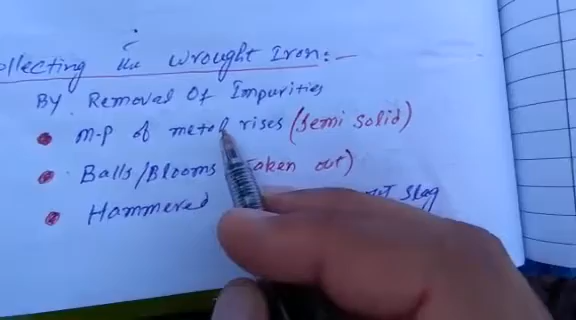 ollecting the Wrought Iron:-
By Removal Of Impurities
M.P of metal rises (semi solid)
Balls/Blooms Taken out)
Hammered out slag